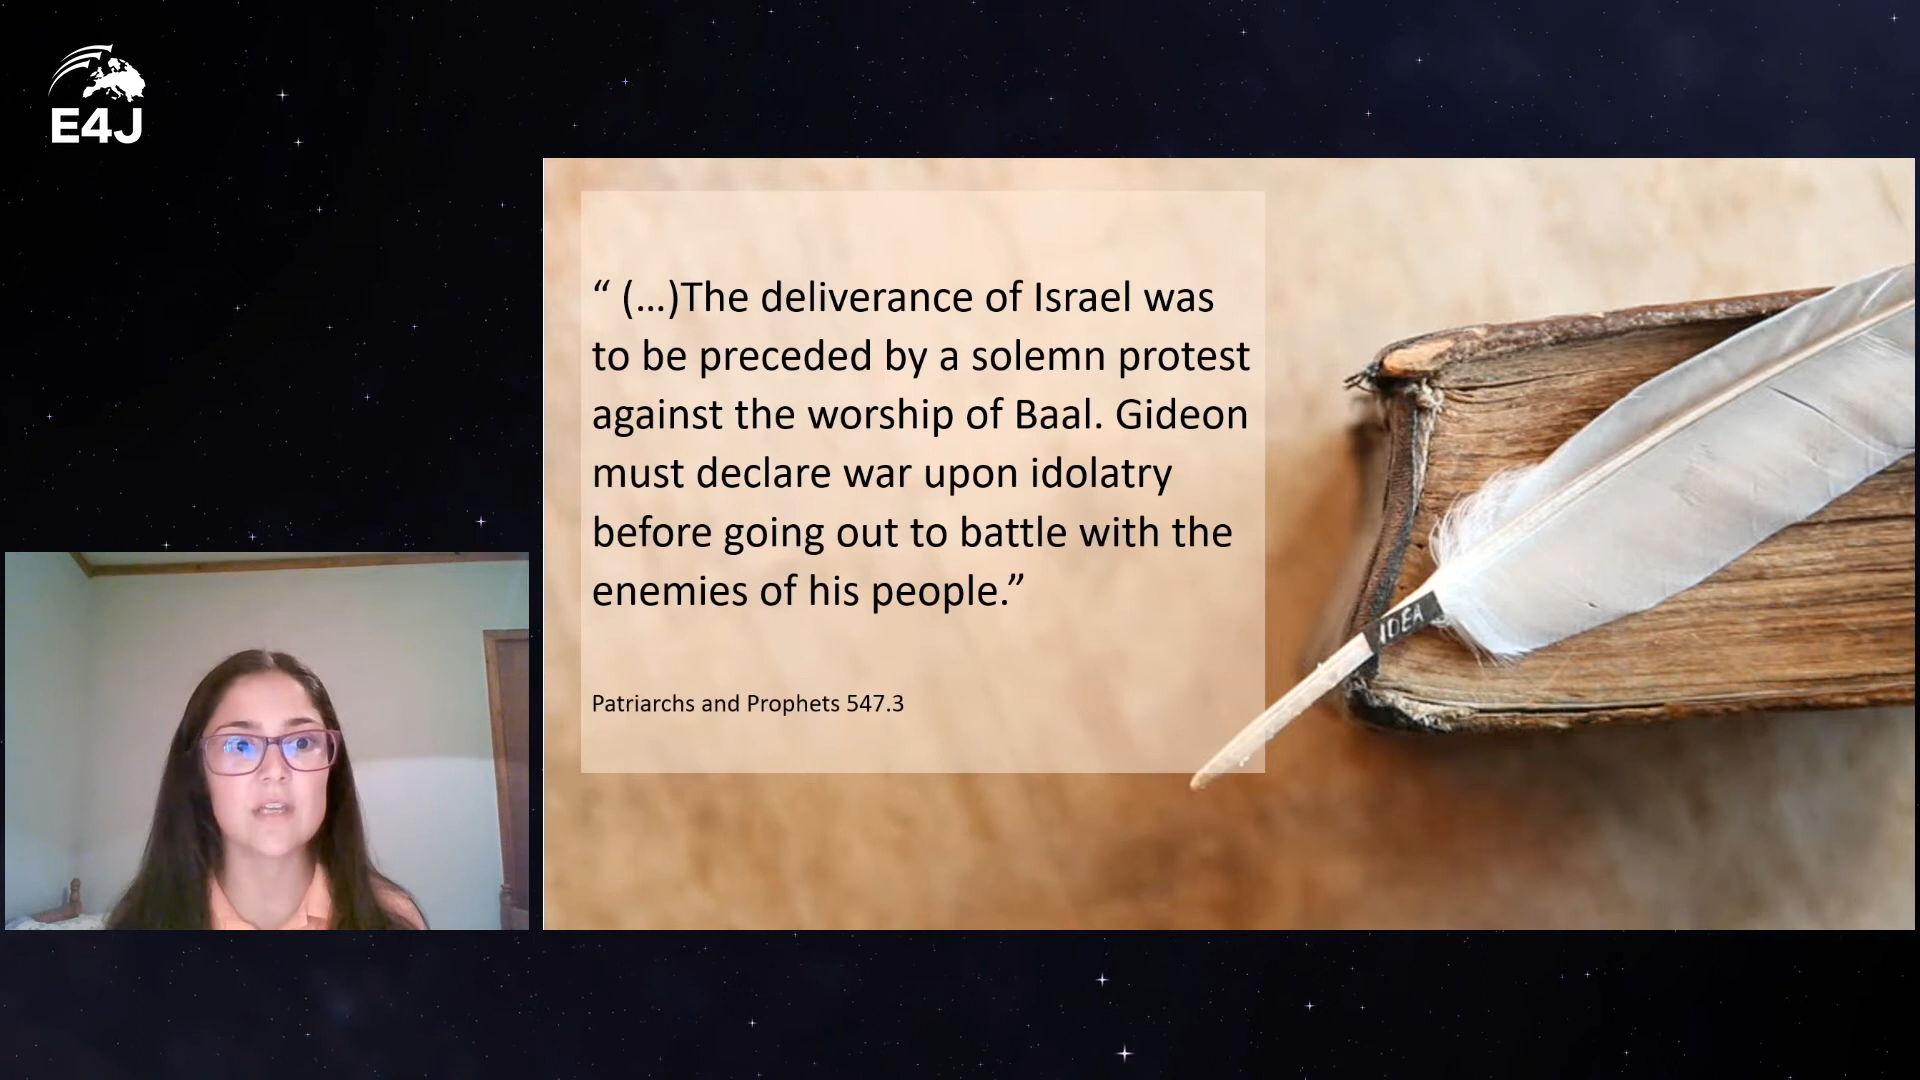 E4J
“ (...)The deliverance of Israel was
to be preceded by a solemn protest
against the worship of Baal. Gideon
must declare war upon idolatry
before going out to battle with the
enemies of his people.”
IDEA
Patriarchs and Prophets 547.3